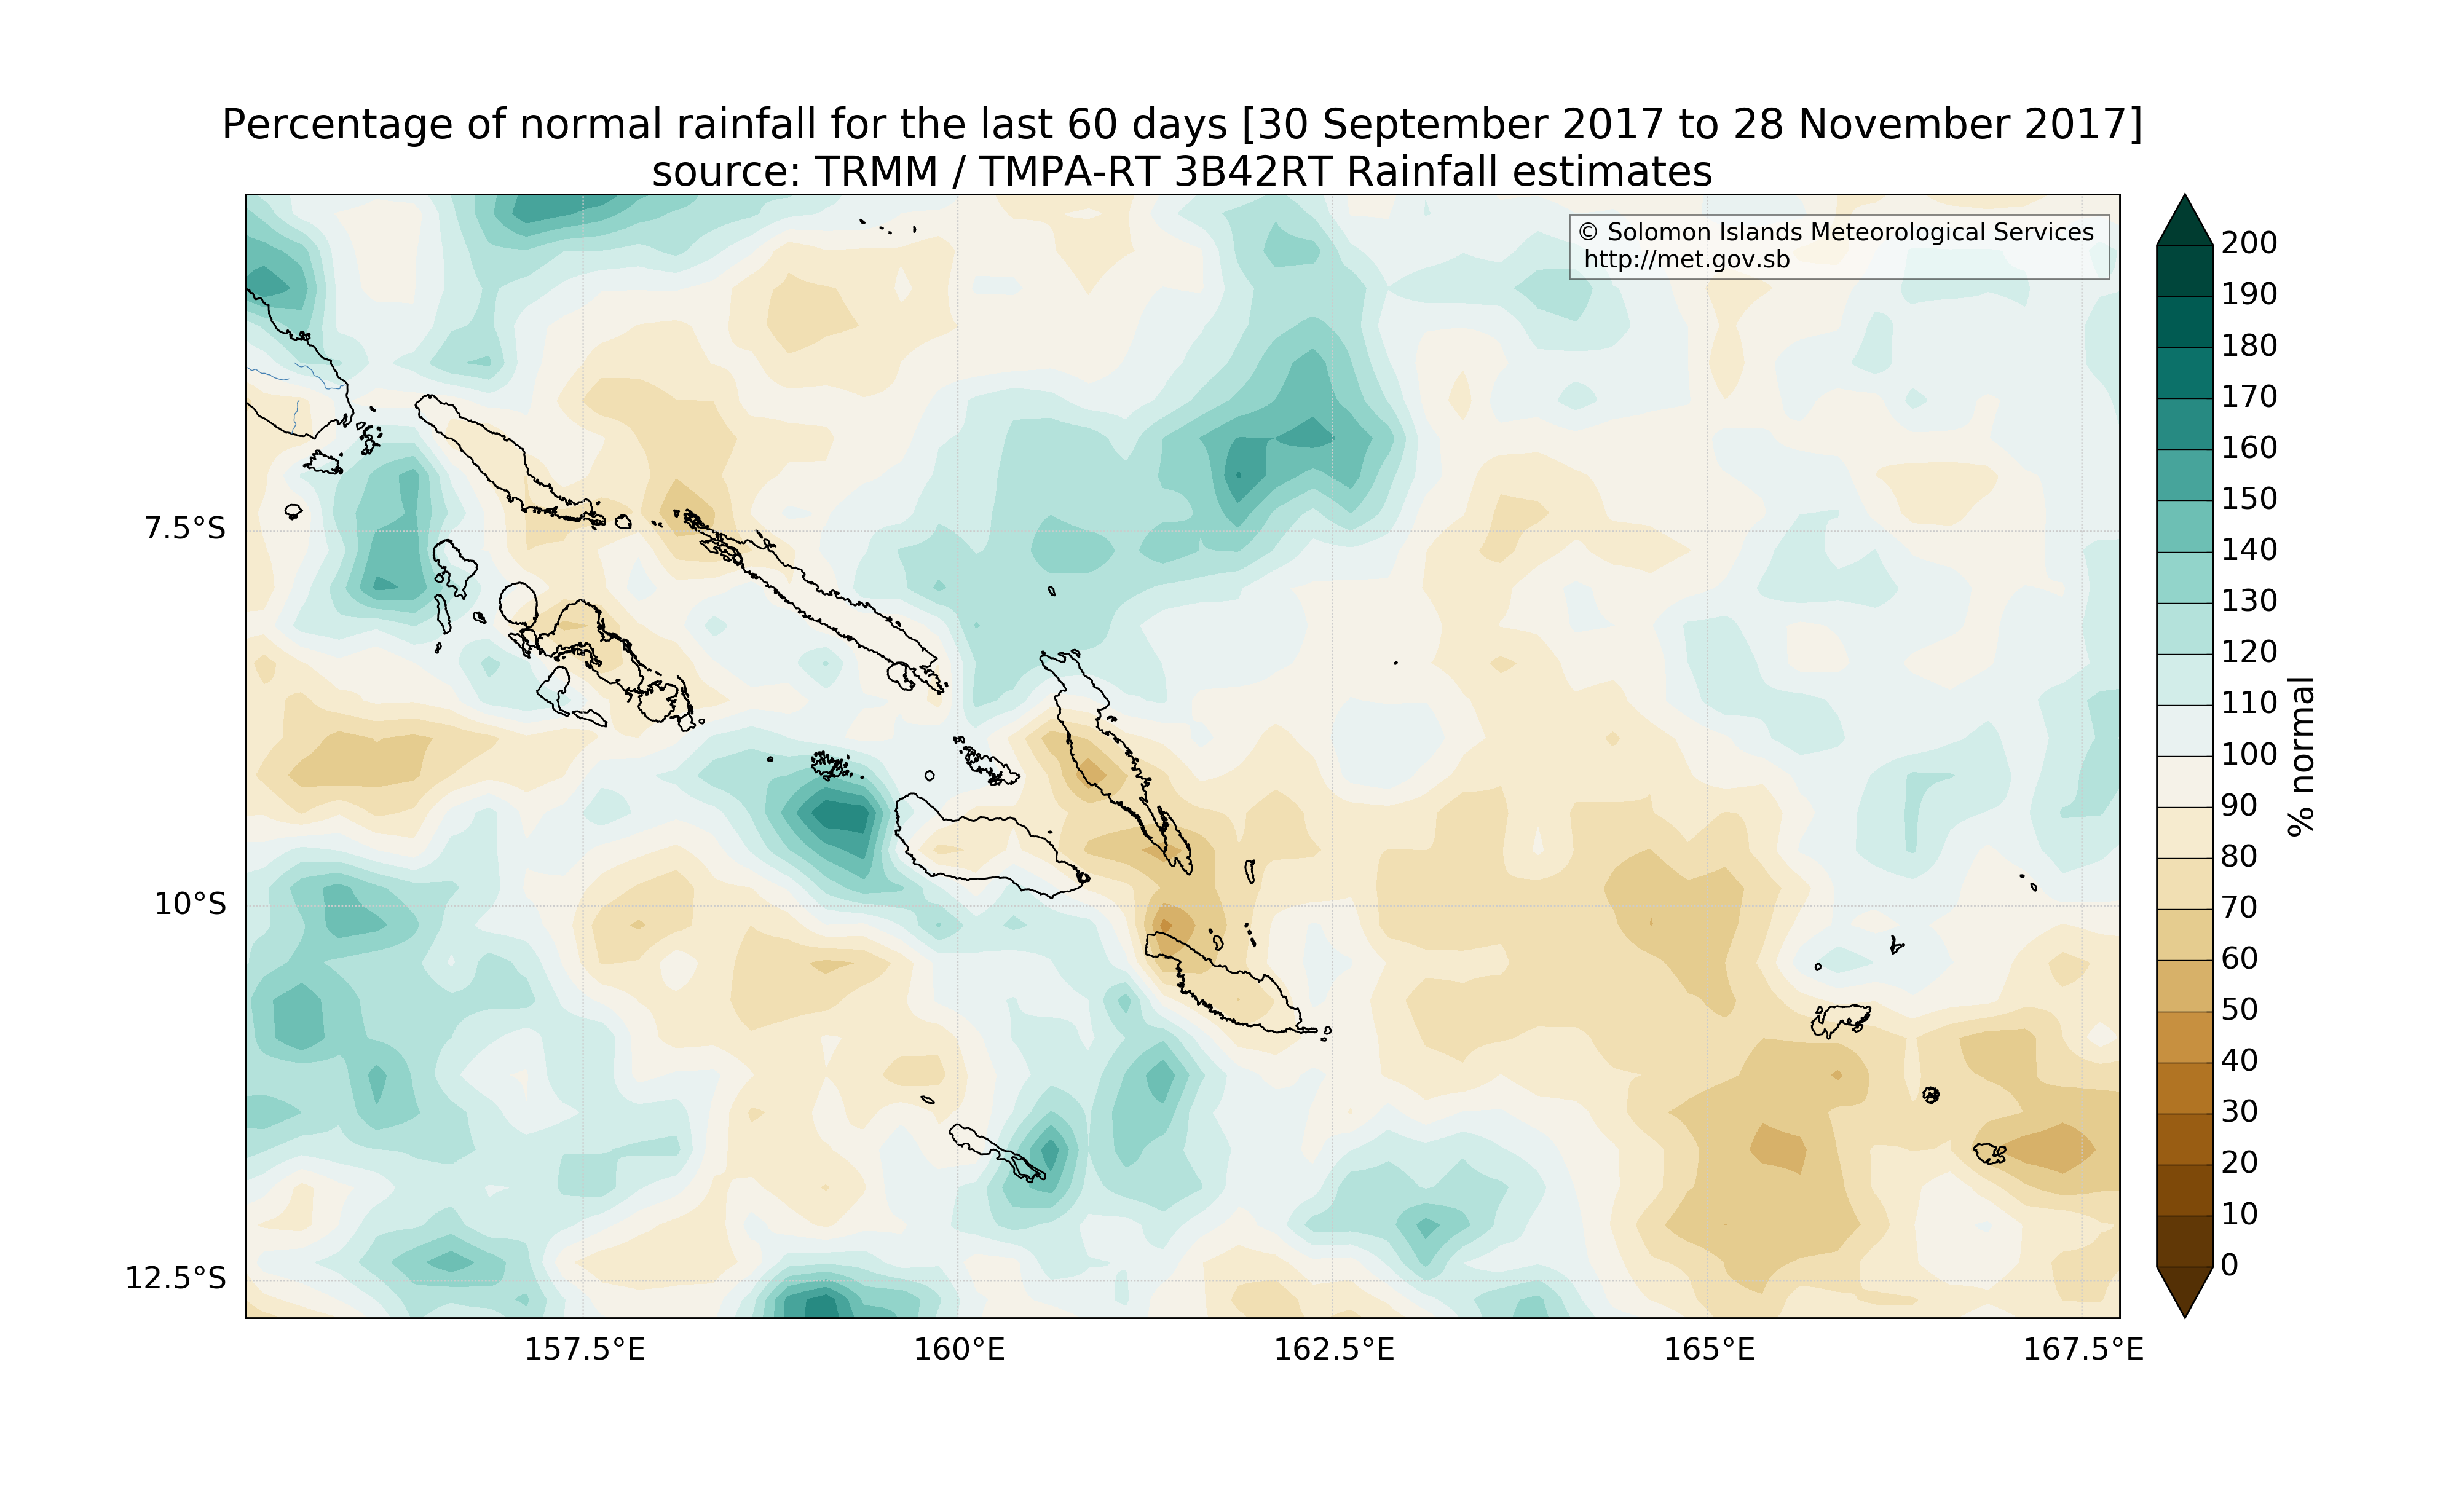 Percentage of normal rainfall for the last 60 days [30 September 2017 to 28 November 2017]
source: TRMM / TMPA-RT 3B42RT Rainfall estimates
© Solomon Islands Meteorological Services
http://met.gov.sb
7.5°S
10°S
12.5°S
157.5°E
160°E
162.5°E
165°E
167.5°E
200
190
180
170
160
150
140
130
120
110
100
90
80
70
60
50
40
30
20
10
0
% normal